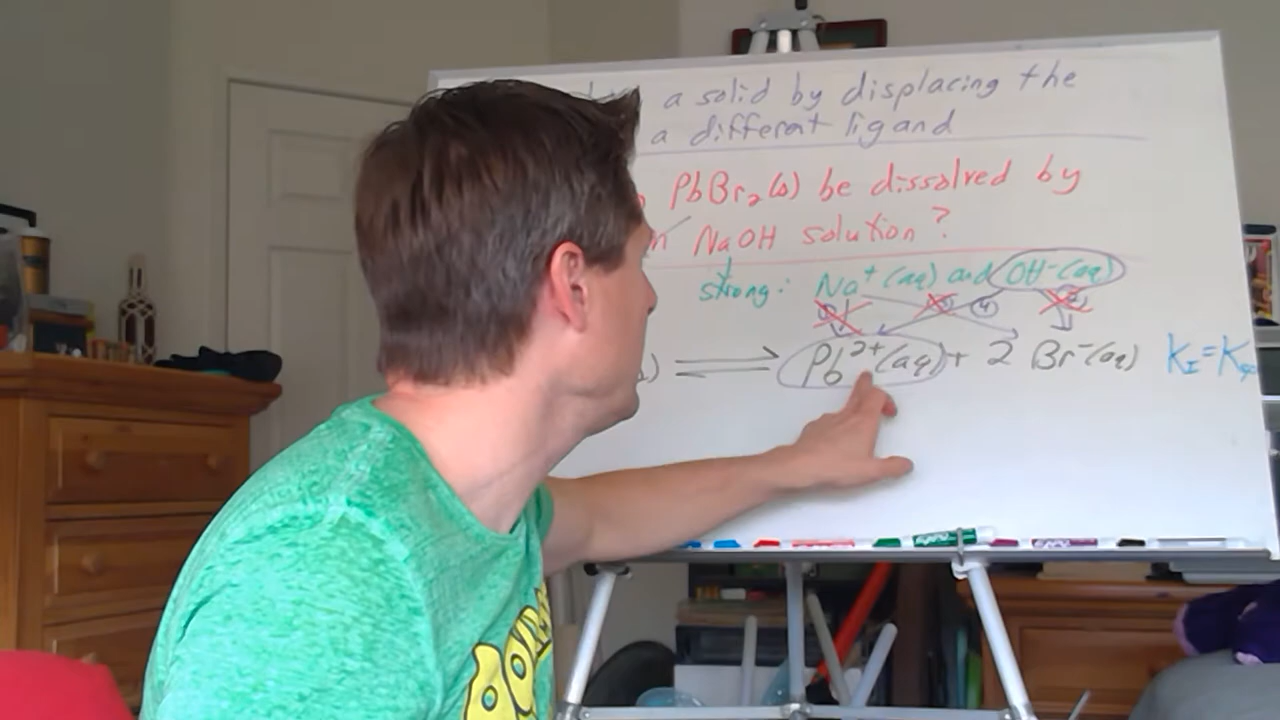 a solid by displacing the
a different ligand
PbBr₂(s) be dissolved by
NaOH solution?
strong: Na⁺(aq) and OH⁻(aq)
⇌ Pb²⁺(aq) + 2 Br⁻(aq) K_I=K
④